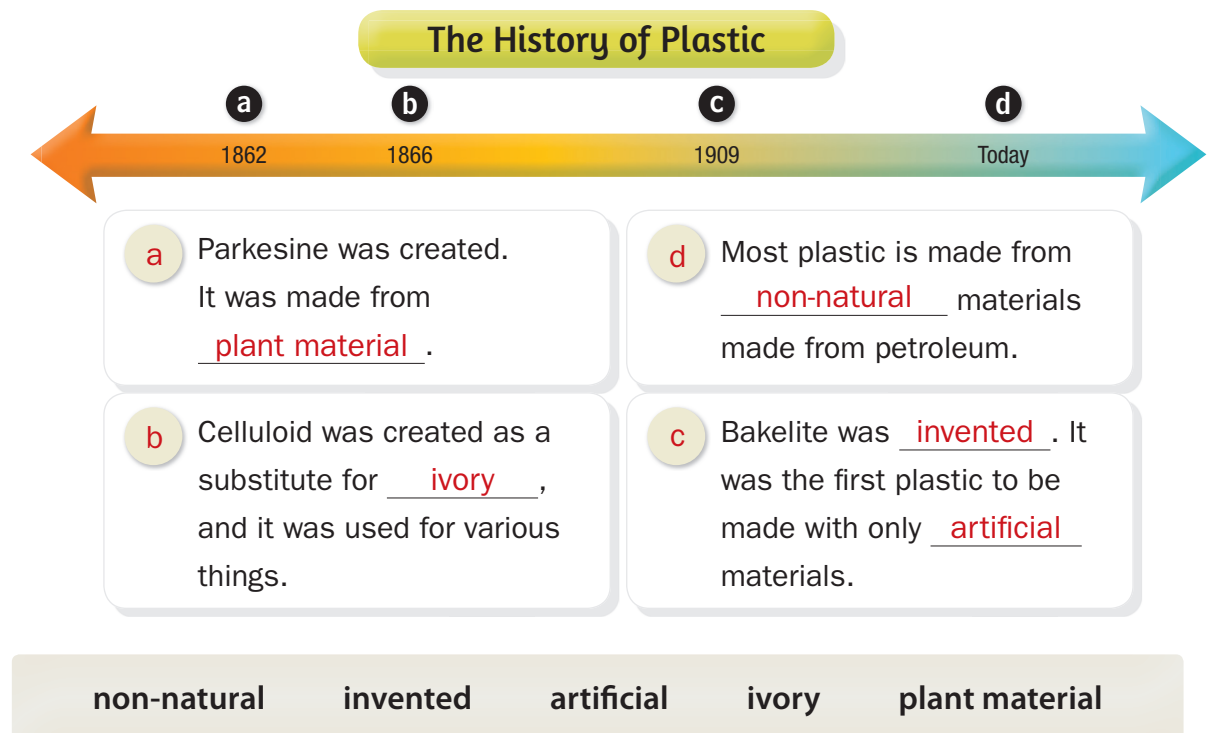 The History of Plastic
a b c d
1862 1866 1909 Today
a
Parkesine was created.
It was made from
plant material .
d
Most plastic is made from
non-natural materials
made from petroleum.
b
Celluloid was created as a
substitute for ivory ,
and it was used for various
things.
c
Bakelite was invented . It
was the first plastic to be
made with only artificial
materials.
non-natural invented artificial ivory plant material